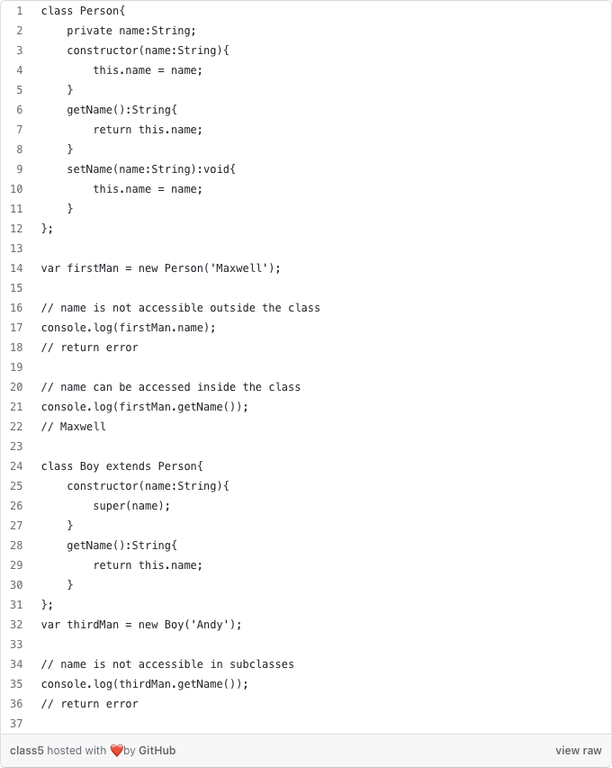 1 class Person{
2     private name:String;
3     constructor(name:String){
4         this.name = name;
5     }
6     getName():String{
7         return this.name;
8     }
9     setName(name:String):void{
10         this.name = name;
11     }
12 };
13
14 var firstMan = new Person('Maxwell');
15
16 // name is not accessible outside the class
17 console.log(firstMan.name);
18 // return error
19
20 // name can be accessed inside the class
21 console.log(firstMan.getName());
22 // Maxwell
23
24 class Boy extends Person{
25     constructor(name:String){
26         super(name);
27     }
28     getName():String{
29         return this.name;
30     }
31 };
32 var thirdMan = new Boy('Andy');
33
34 // name is not accessible in subclasses
35 console.log(thirdMan.getName());
36 // return error
37
class5 hosted with ❤️by GitHub view raw